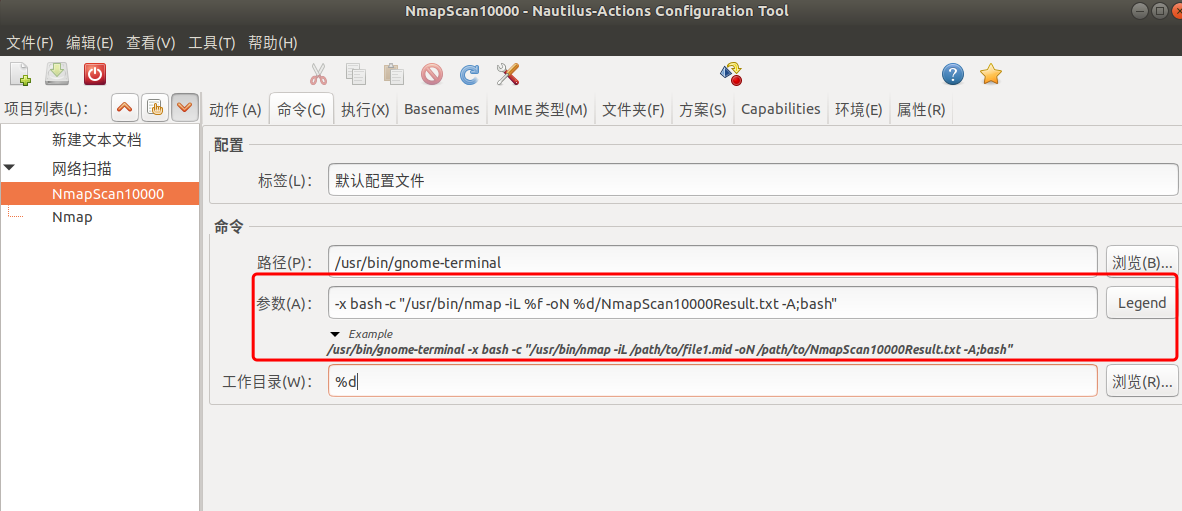 NmapScan10000 - Nautilus-Actions Configuration Tool
文件(F) 编辑(E) 查看(V) 工具(T) 帮助(H)
项目列表(L):
动作 (A) 命令(C) 执行(X) Basenames MIME 类型(M) 文件夹(F) 方案(S) Capabilities 环境(E) 属性(R)
新建文本文档
网络扫描
NmapScan10000
Nmap
配置
标签(L): 默认配置文件
命令
路径(P): /usr/bin/gnome-terminal 浏览(B)...
参数(A): -x bash -c "/usr/bin/nmap -iL %f -oN %d/NmapScan10000Result.txt -A;bash" Legend
Example
/usr/bin/gnome-terminal -x bash -c "/usr/bin/nmap -iL /path/to/file1.mid -oN /path/to/NmapScan10000Result.txt -A;bash"
工作目录(W): %d 浏览(R)...